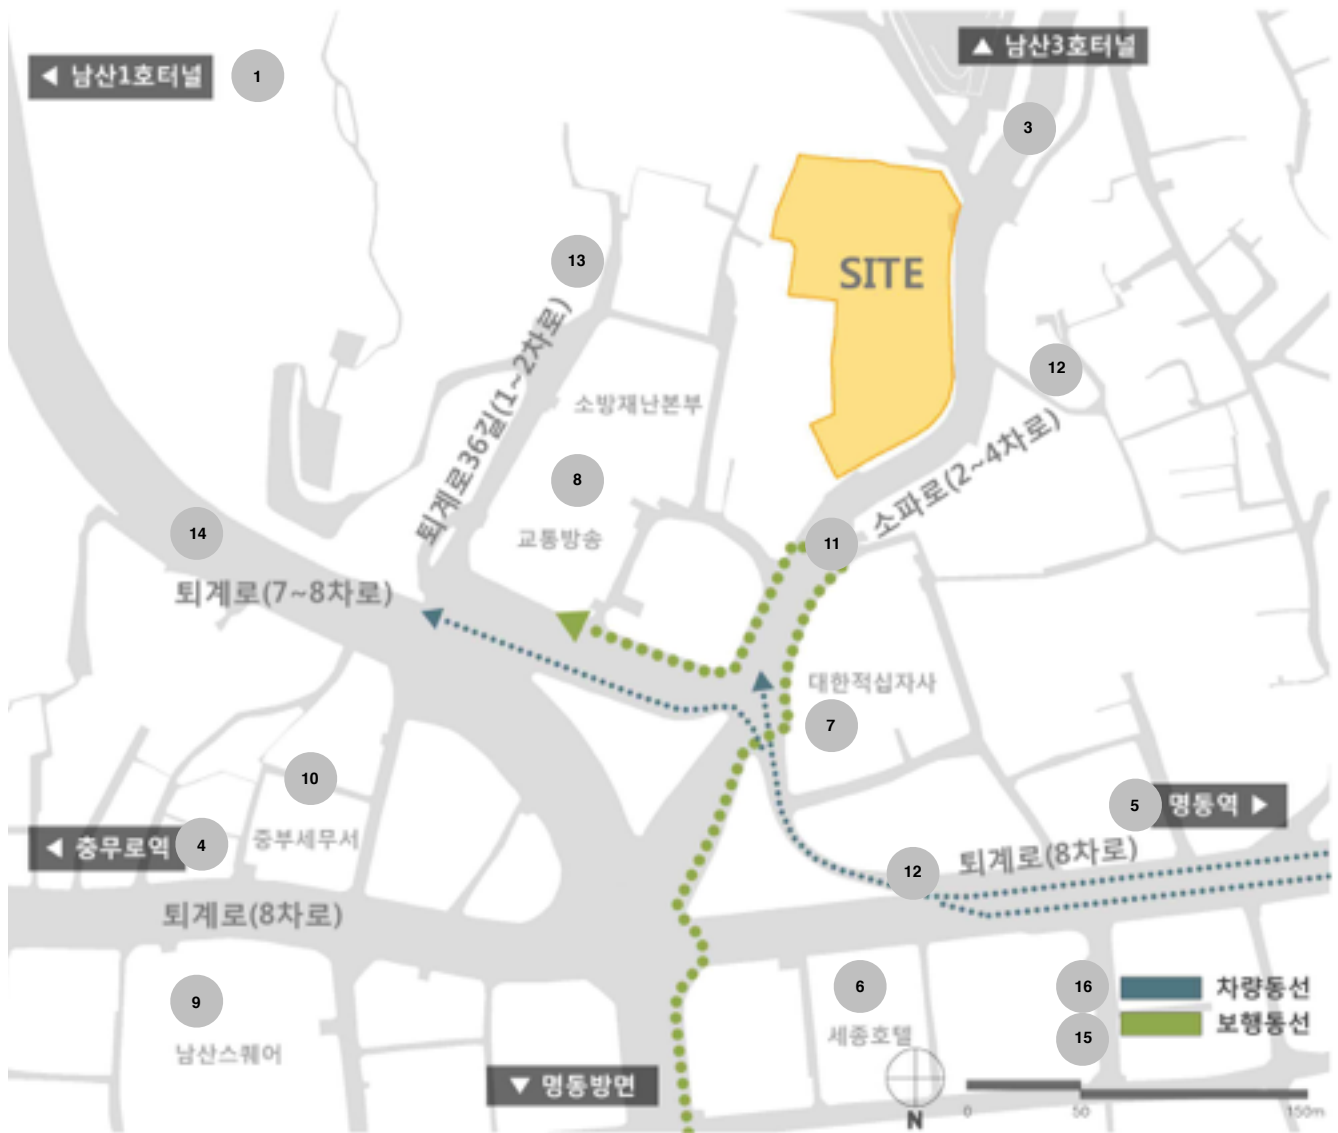 ◀ 남산1호터널
1
▲ 남산3호터널
3
13
SITE
퇴계로36길(1~2차로)
소방재난본부
12
8
소파로(2~4차로)
교통방송
14
11
퇴계로(7~8차로)
대한적십자사
7
10
5
명동역 ▶
◀ 충무로역
4
중부세무서
퇴계로(8차로)
12
퇴계로(8차로)
9
6
16
차량동선
15
보행동선
남산스퀘어
세종호텔
▼ 명동방면
N
0 50 150m